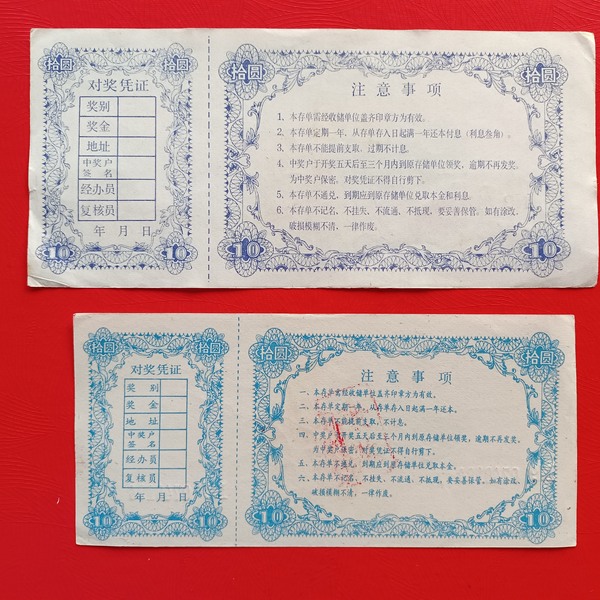 拾圆 拾圆
对奖凭证
奖别
奖金
地址
中奖户
签名
经办员
复核员
年 月 日
10 10
拾圆 拾圆
注意事项
1. 本存单需经收储单位盖齐印章方为有效。
2. 本存单定期一年，从存单存入日起满一年还本付息（利息叁角）。
3. 本存单不能提前支取，过期不计息。
4. 中奖户于开奖五天后至三个月内到原存储单位领奖，逾期不再发奖，
为中奖户保密，对奖凭证不得自行剪下。
5. 本存单不通兑，到期应到原存储单位兑取本金和利息。
6. 本存单不记名，不挂失、不流通、不抵现，要妥善保管，如有涂改、
破损模糊不清，一律作废。
10 10
拾圆 拾圆
对奖凭证
奖别
奖金
地址
中奖户
签名
经办员
复核员
年 月 日
10 10
拾圆 拾圆
注意事项
一、本存单需经收储单位盖齐印章方为有效。
二、本存单定期一年，从存单存入日起满一年还本。
三、本存单不能提前支取，不计息。
四、中奖户于开奖五天后至三个月内到原存储单位领奖，逾期不再发奖，
为中奖户保密，对奖凭证不得自行剪下。
五、本存单不通兑，到期应到原存储单位兑取本金。
六、本存单不记名、不挂失、不流通、不抵现，要妥善保管，如有涂改、
破损模糊不清，一律作废。
10 10